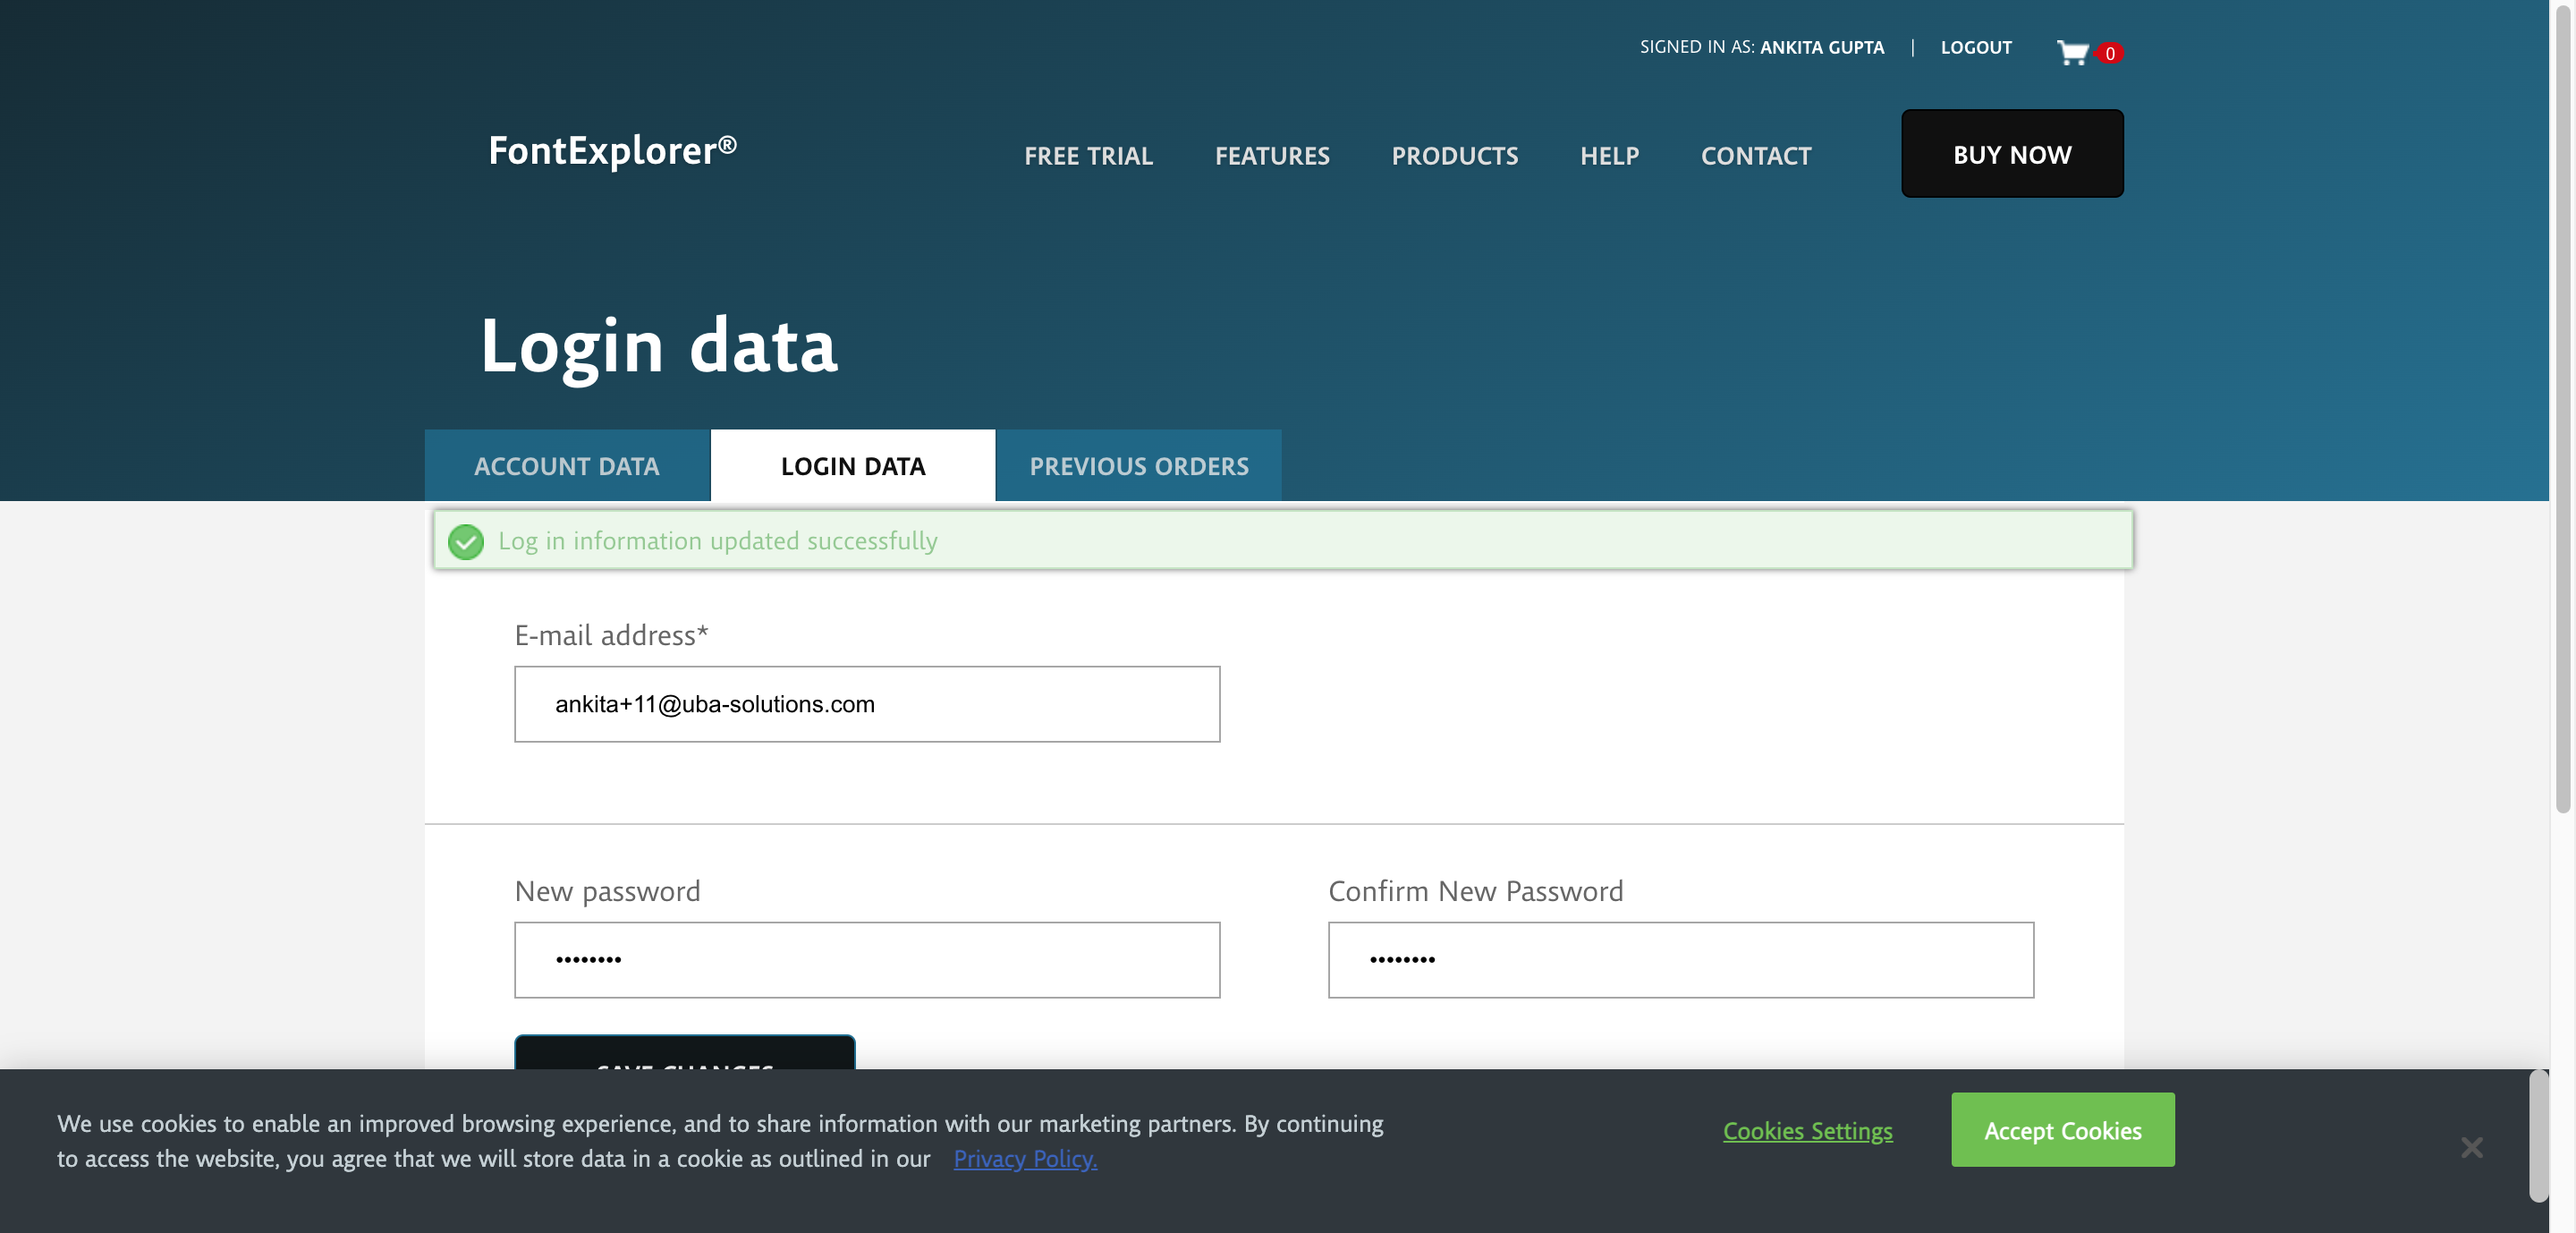 SIGNED IN AS: ANKITA GUPTA | LOGOUT 0
FontExplorer®
FREE TRIAL FEATURES PRODUCTS HELP CONTACT BUY NOW
Login data
ACCOUNT DATA LOGIN DATA PREVIOUS ORDERS
Log in information updated successfully
E-mail address*
ankita+11@uba-solutions.com
New password Confirm New Password
•••••••• ••••••••
SAVE CHANGES
We use cookies to enable an improved browsing experience, and to share information with our marketing partners. By continuing
to access the website, you agree that we will store data in a cookie as outlined in our Privacy Policy.
Cookies Settings Accept Cookies